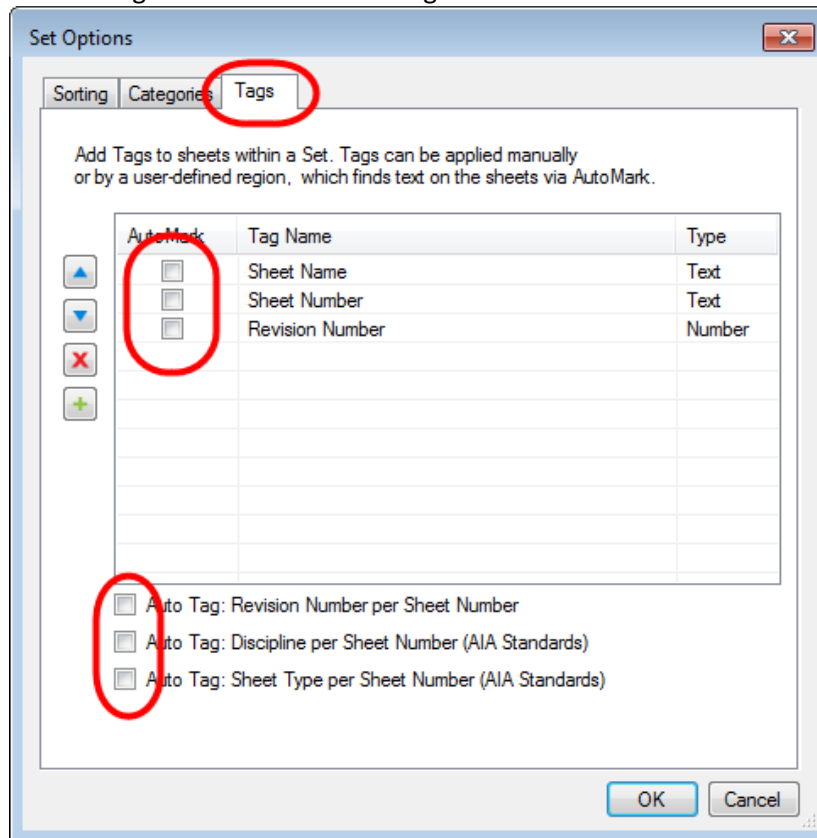 Set Options
Sorting Categories Tags
Add Tags to sheets within a Set. Tags can be applied manually
or by a user-defined region, which finds text on the sheets via AutoMark.
AutoMark Tag Name Type
Sheet Name Text
Sheet Number Text
Revision Number Number
Auto Tag: Revision Number per Sheet Number
Auto Tag: Discipline per Sheet Number (AIA Standards)
Auto Tag: Sheet Type per Sheet Number (AIA Standards)
OK Cancel